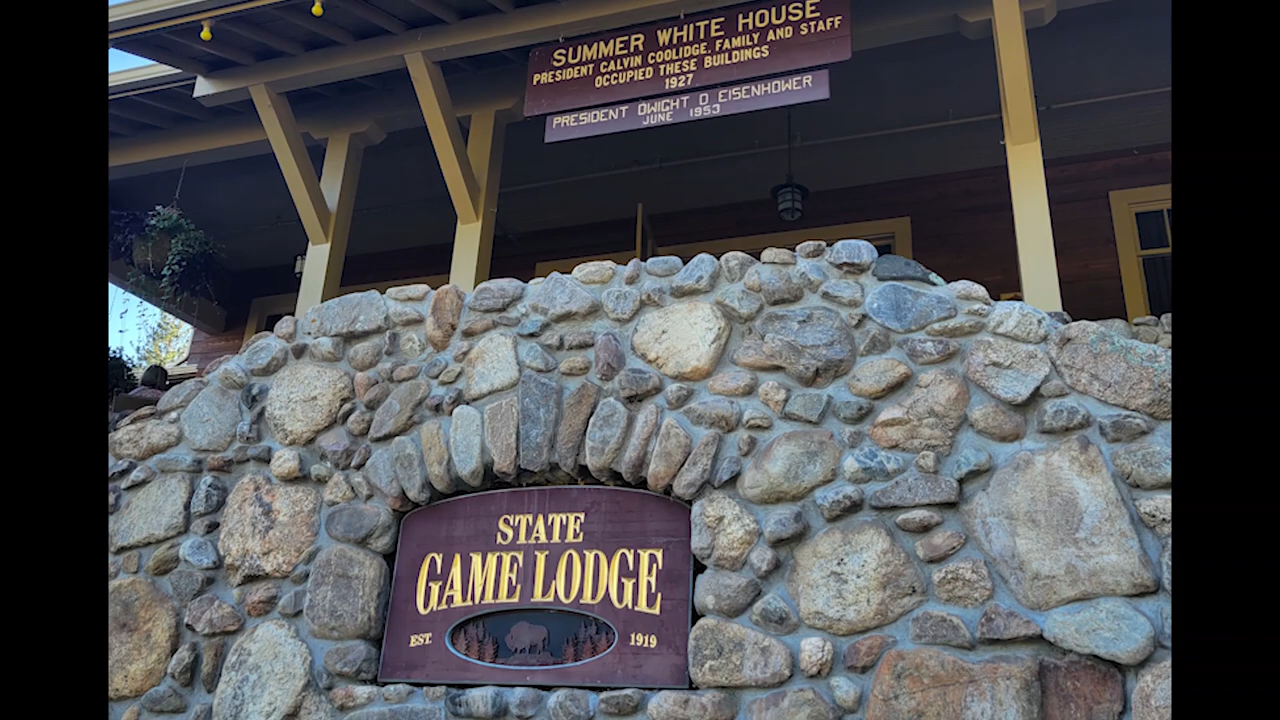 SUMMER WHITE HOUSE
PRESIDENT CALVIN COOLIDGE, FAMILY AND STAFF
OCCUPIED THESE BUILDINGS
1927
PRESIDENT DWIGHT D EISENHOWER
JUNE 1953
STATE
GAME LODGE
EST. 1919